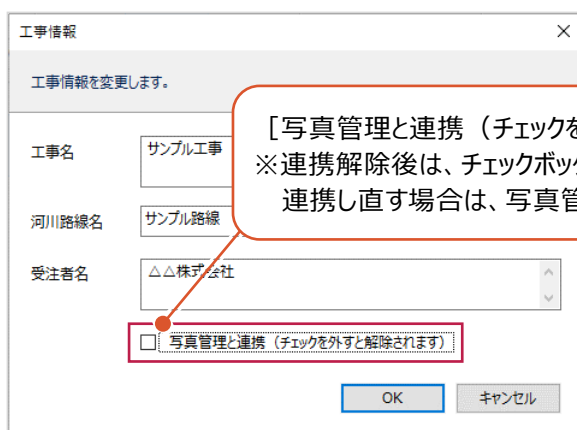 工事情報
工事情報を変更します。
[写真管理と連携（チェックを
※連携解除後は、チェックボッ
連携し直す場合は、写真管
工事名
サンプル工事
河川路線名
サンプル路線
受注者名
△△株式会社
写真管理と連携（チェックを外すと解除されます）
OK
キャンセル